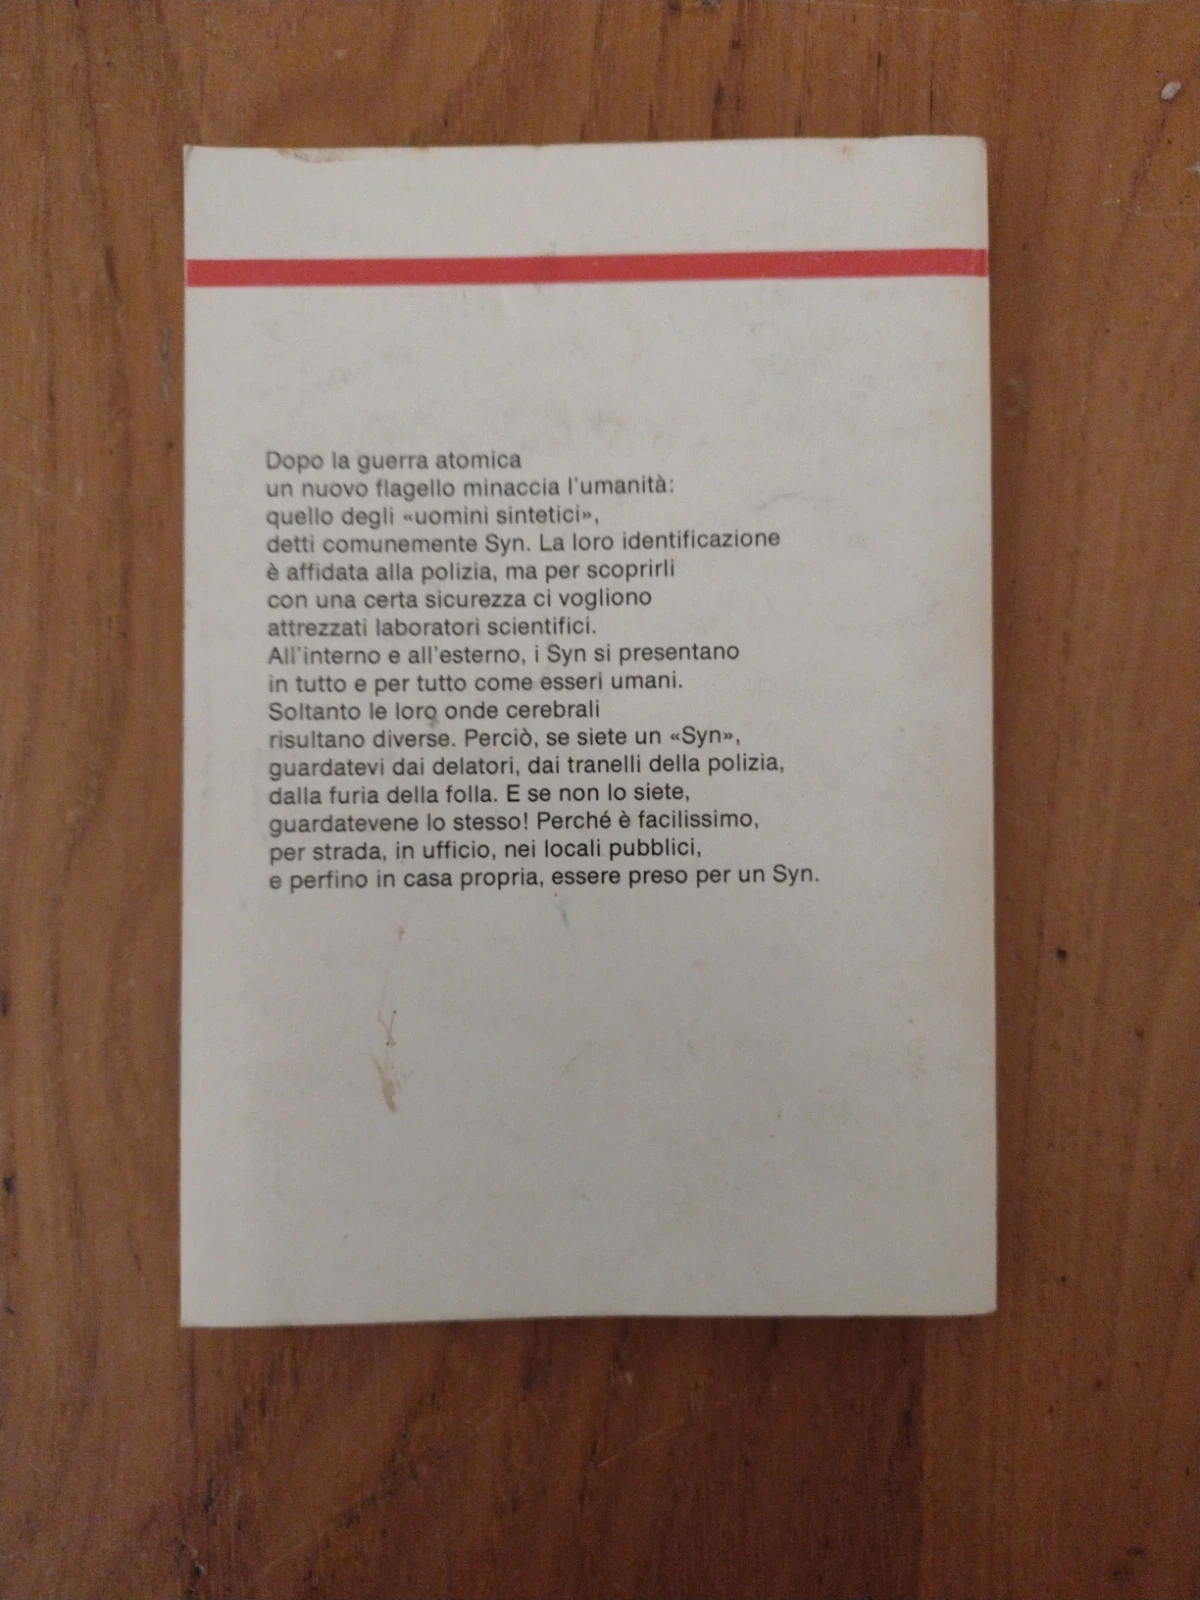 Dopo la guerra atomica
un nuovo flagello minaccia l'umanità:
quello degli «uomini sintetici»,
detti comunemente Syn. La loro identificazione
è affidata alla polizia, ma per scoprirli
con una certa sicurezza ci vogliono
attrezzati laboratori scientifici.
All'interno e all'esterno, i Syn si presentano
in tutto e per tutto come esseri umani.
Soltanto le loro onde cerebrali
risultano diverse. Perciò, se siete un «Syn»,
guardatevi dai delatori, dai tranelli della polizia,
dalla furia della folla. E se non lo siete,
guardatevene lo stesso! Perché è facilissimo,
per strada, in ufficio, nei locali pubblici,
e perfino in casa propria, essere preso per un Syn.